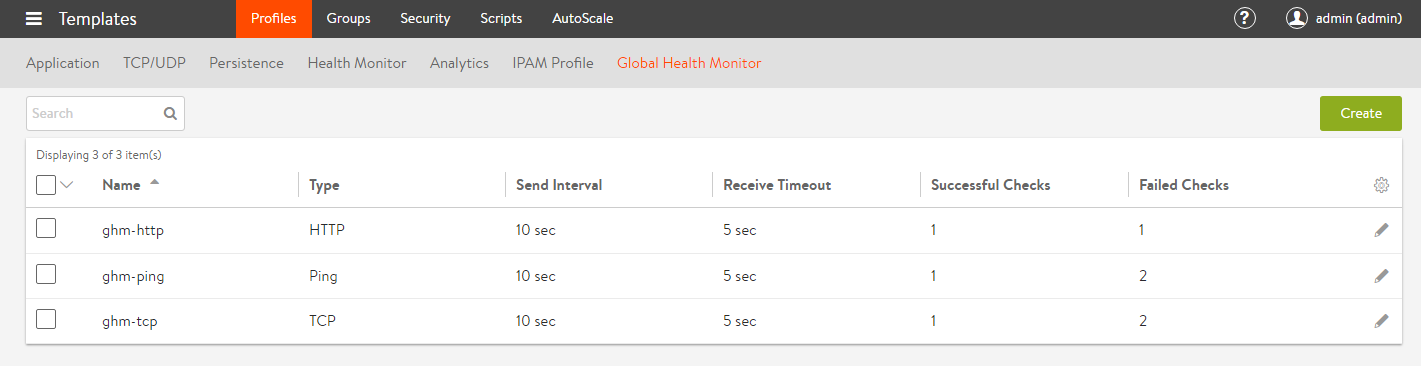 Templates Profiles Groups Security Scripts AutoScale ? admin (admin)
Application TCP/UDP Persistence Health Monitor Analytics IPAM Profile Global Health Monitor
Search Create
Displaying 3 of 3 item(s)
Name Type Send Interval Receive Timeout Successful Checks Failed Checks
ghm-http HTTP 10 sec 5 sec 1 1
ghm-ping Ping 10 sec 5 sec 1 2
ghm-tcp TCP 10 sec 5 sec 1 2